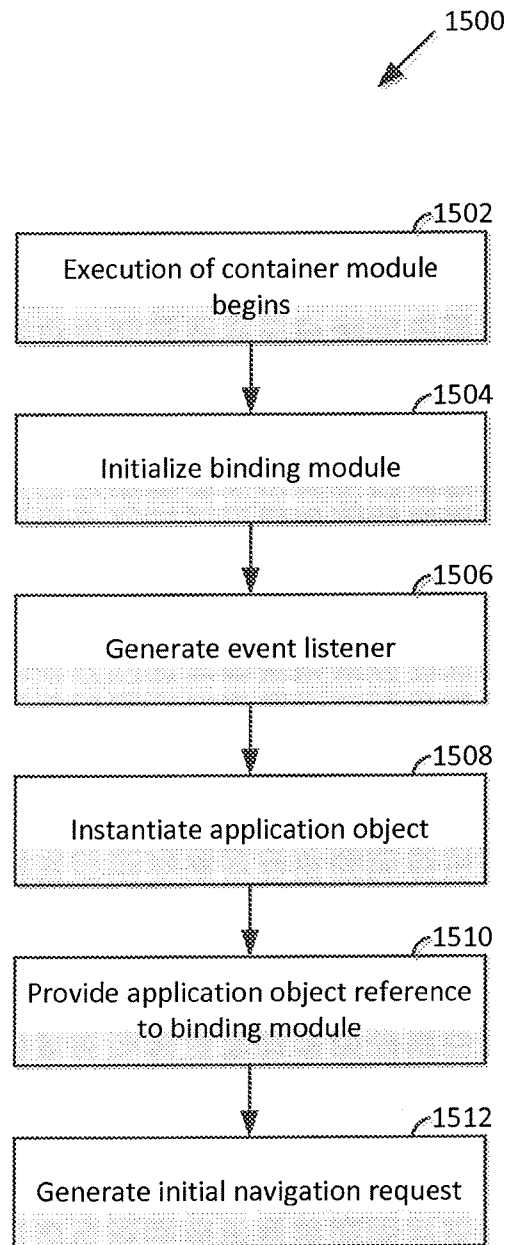 1500
1502
Execution of container module
begins
1504
Initialize binding module
1506
Generate event listener
1508
Instantiate application object
1510
Provide application object reference
to binding module
1512
Generate initial navigation request